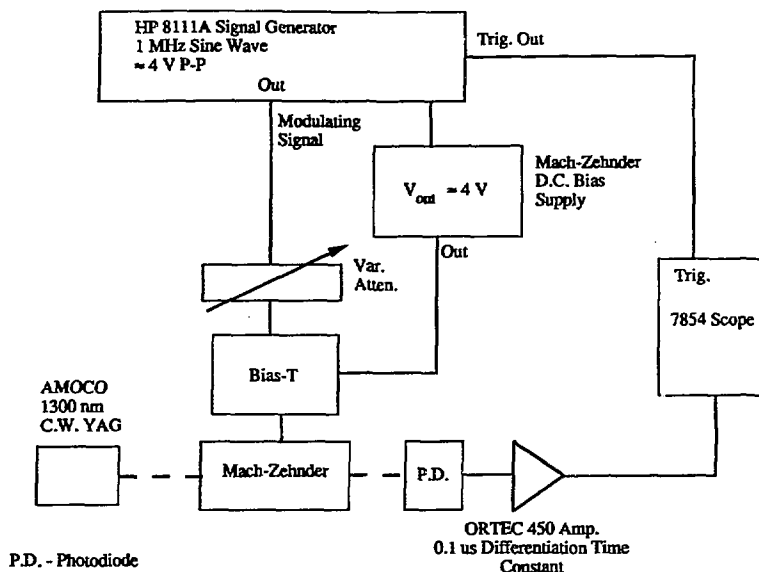 HP 8111A Signal Generator
1 MHz Sine Wave
≈ 4 V P-P
Out
Trig. Out
Modulating
Signal
V_out ≈ 4 V
Mach-Zehnder
D.C. Bias
Supply
Out
Var.
Atten.
Trig.
7854 Scope
Bias-T
AMOCO
1300 nm
C.W. YAG
Mach-Zehnder
P.D.
ORTEC 450 Amp.
0.1 us Differentiation Time
Constant
P.D. - Photodiode